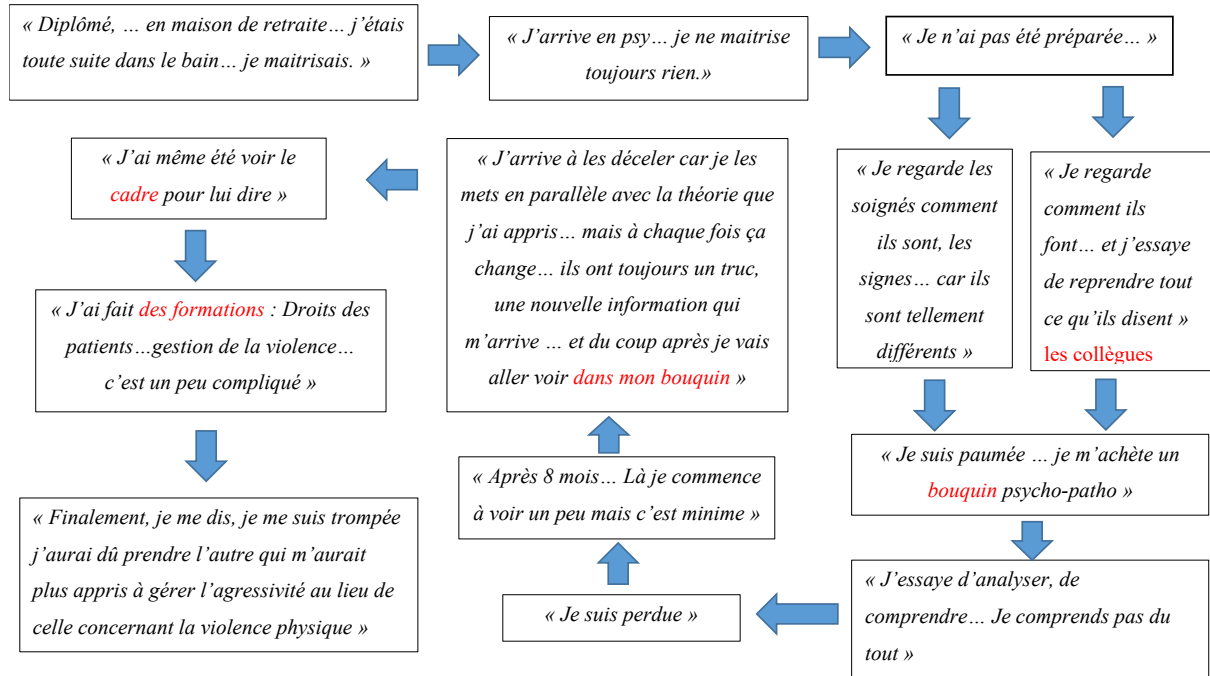 « Diplômé, … en maison de retraite… j'étais
toute suite dans le bain… je maitrisais. »
« J'arrive en psy… je ne maitrise
toujours rien.»
« Je n'ai pas été préparée… »
« Je regarde les
soignés comment
ils sont, les
signes… car ils
sont tellement
différents »
« Je regarde
comment ils
font… et j'essaye
de reprendre tout
ce qu'ils disent »
les collègues
« Je suis paumée … je m'achète un
bouquin psycho-patho »
« J'essaye d'analyser, de
comprendre… Je comprends pas du
tout »
« Je suis perdue »
« Après 8 mois… Là je commence
à voir un peu mais c'est minime »
« J'arrive à les déceler car je les
mets en parallèle avec la théorie que
j'ai appris… mais à chaque fois ça
change… ils ont toujours un truc,
une nouvelle information qui
m'arrive … et du coup après je vais
aller voir dans mon bouquin »
« J'ai même été voir le
cadre pour lui dire »
« J'ai fait des formations : Droits des
patients…gestion de la violence…
c'est un peu compliqué »
« Finalement, je me dis, je me suis trompée
j'aurai dû prendre l'autre qui m'aurait
plus appris à gérer l'agressivité au lieu de
celle concernant la violence physique »